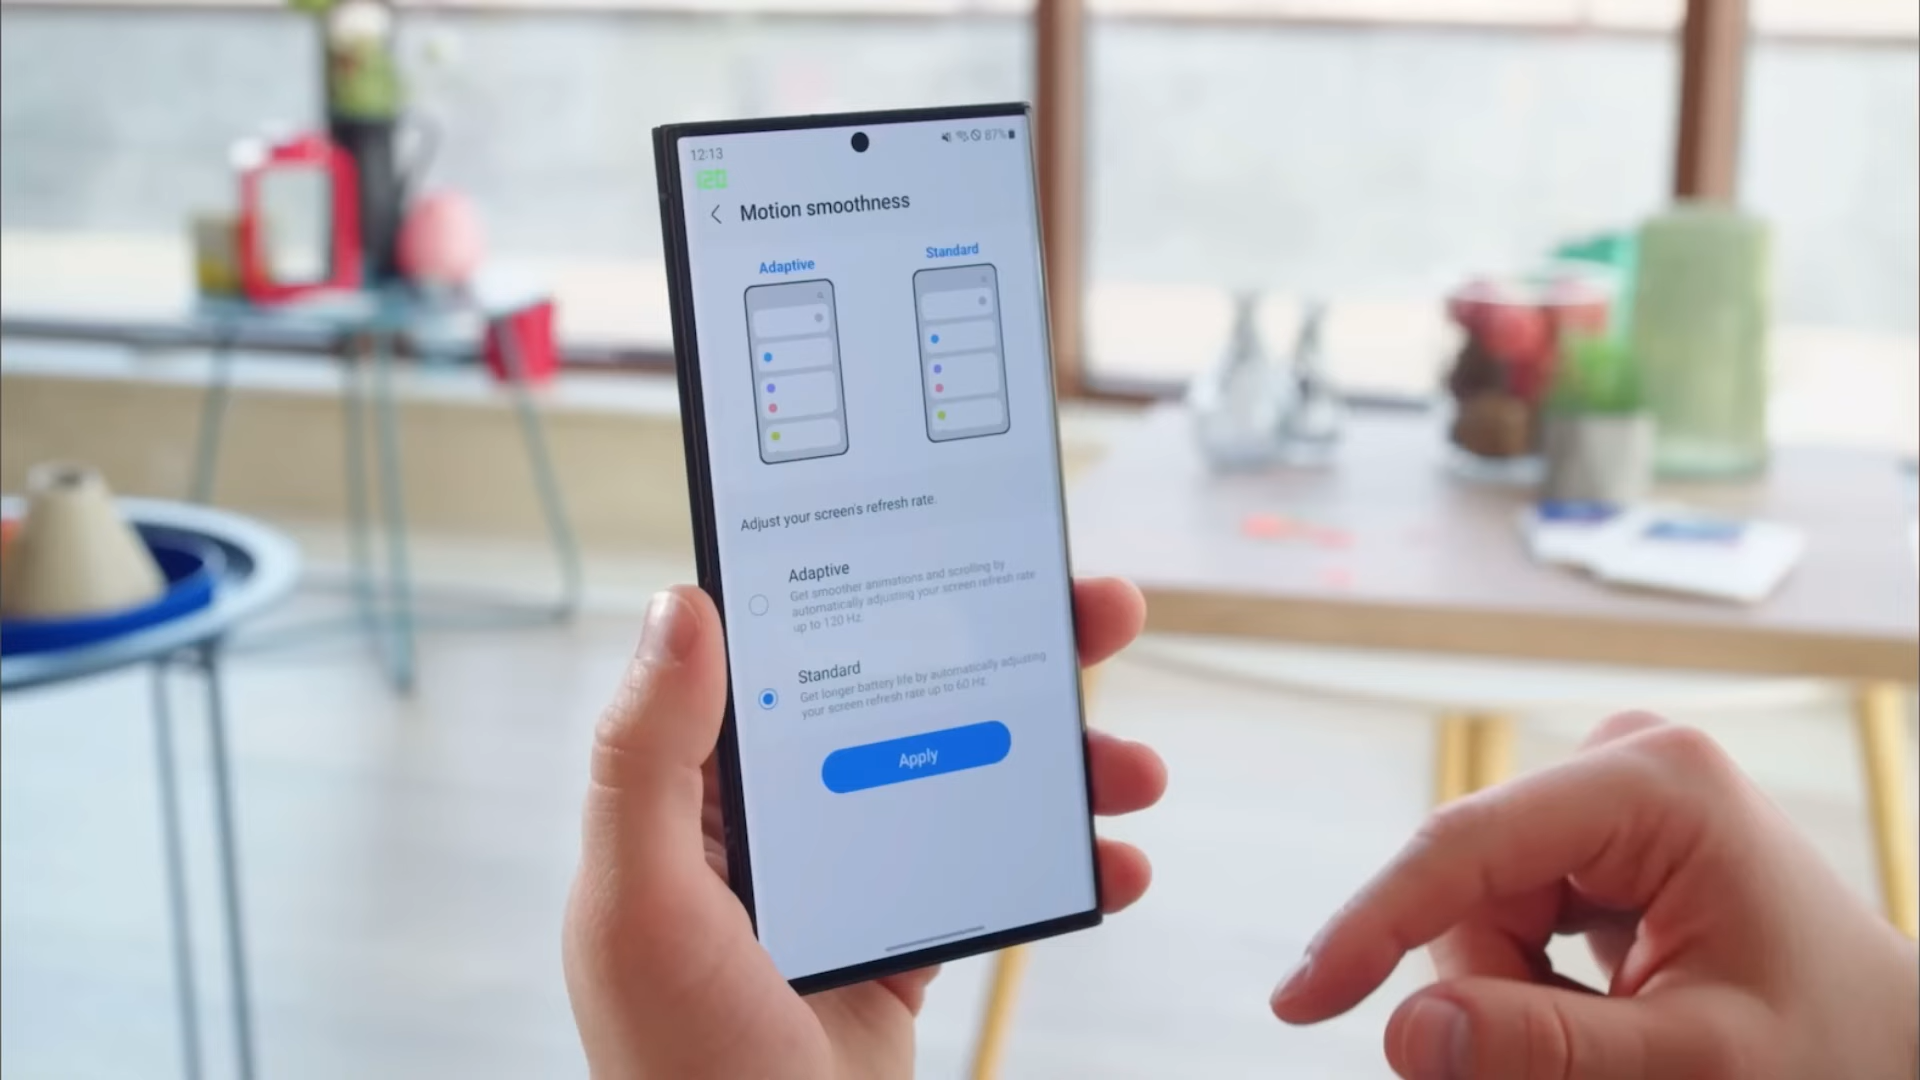 12:13
87%
120
Motion smoothness
Adaptive
Standard
Adjust your screen's refresh rate.
Adaptive
Get smoother animations and scrolling by
automatically adjusting your screen refresh rate
up to 120 Hz.
Standard
Get longer battery life by automatically adjusting
your screen refresh rate up to 60 Hz.
Apply